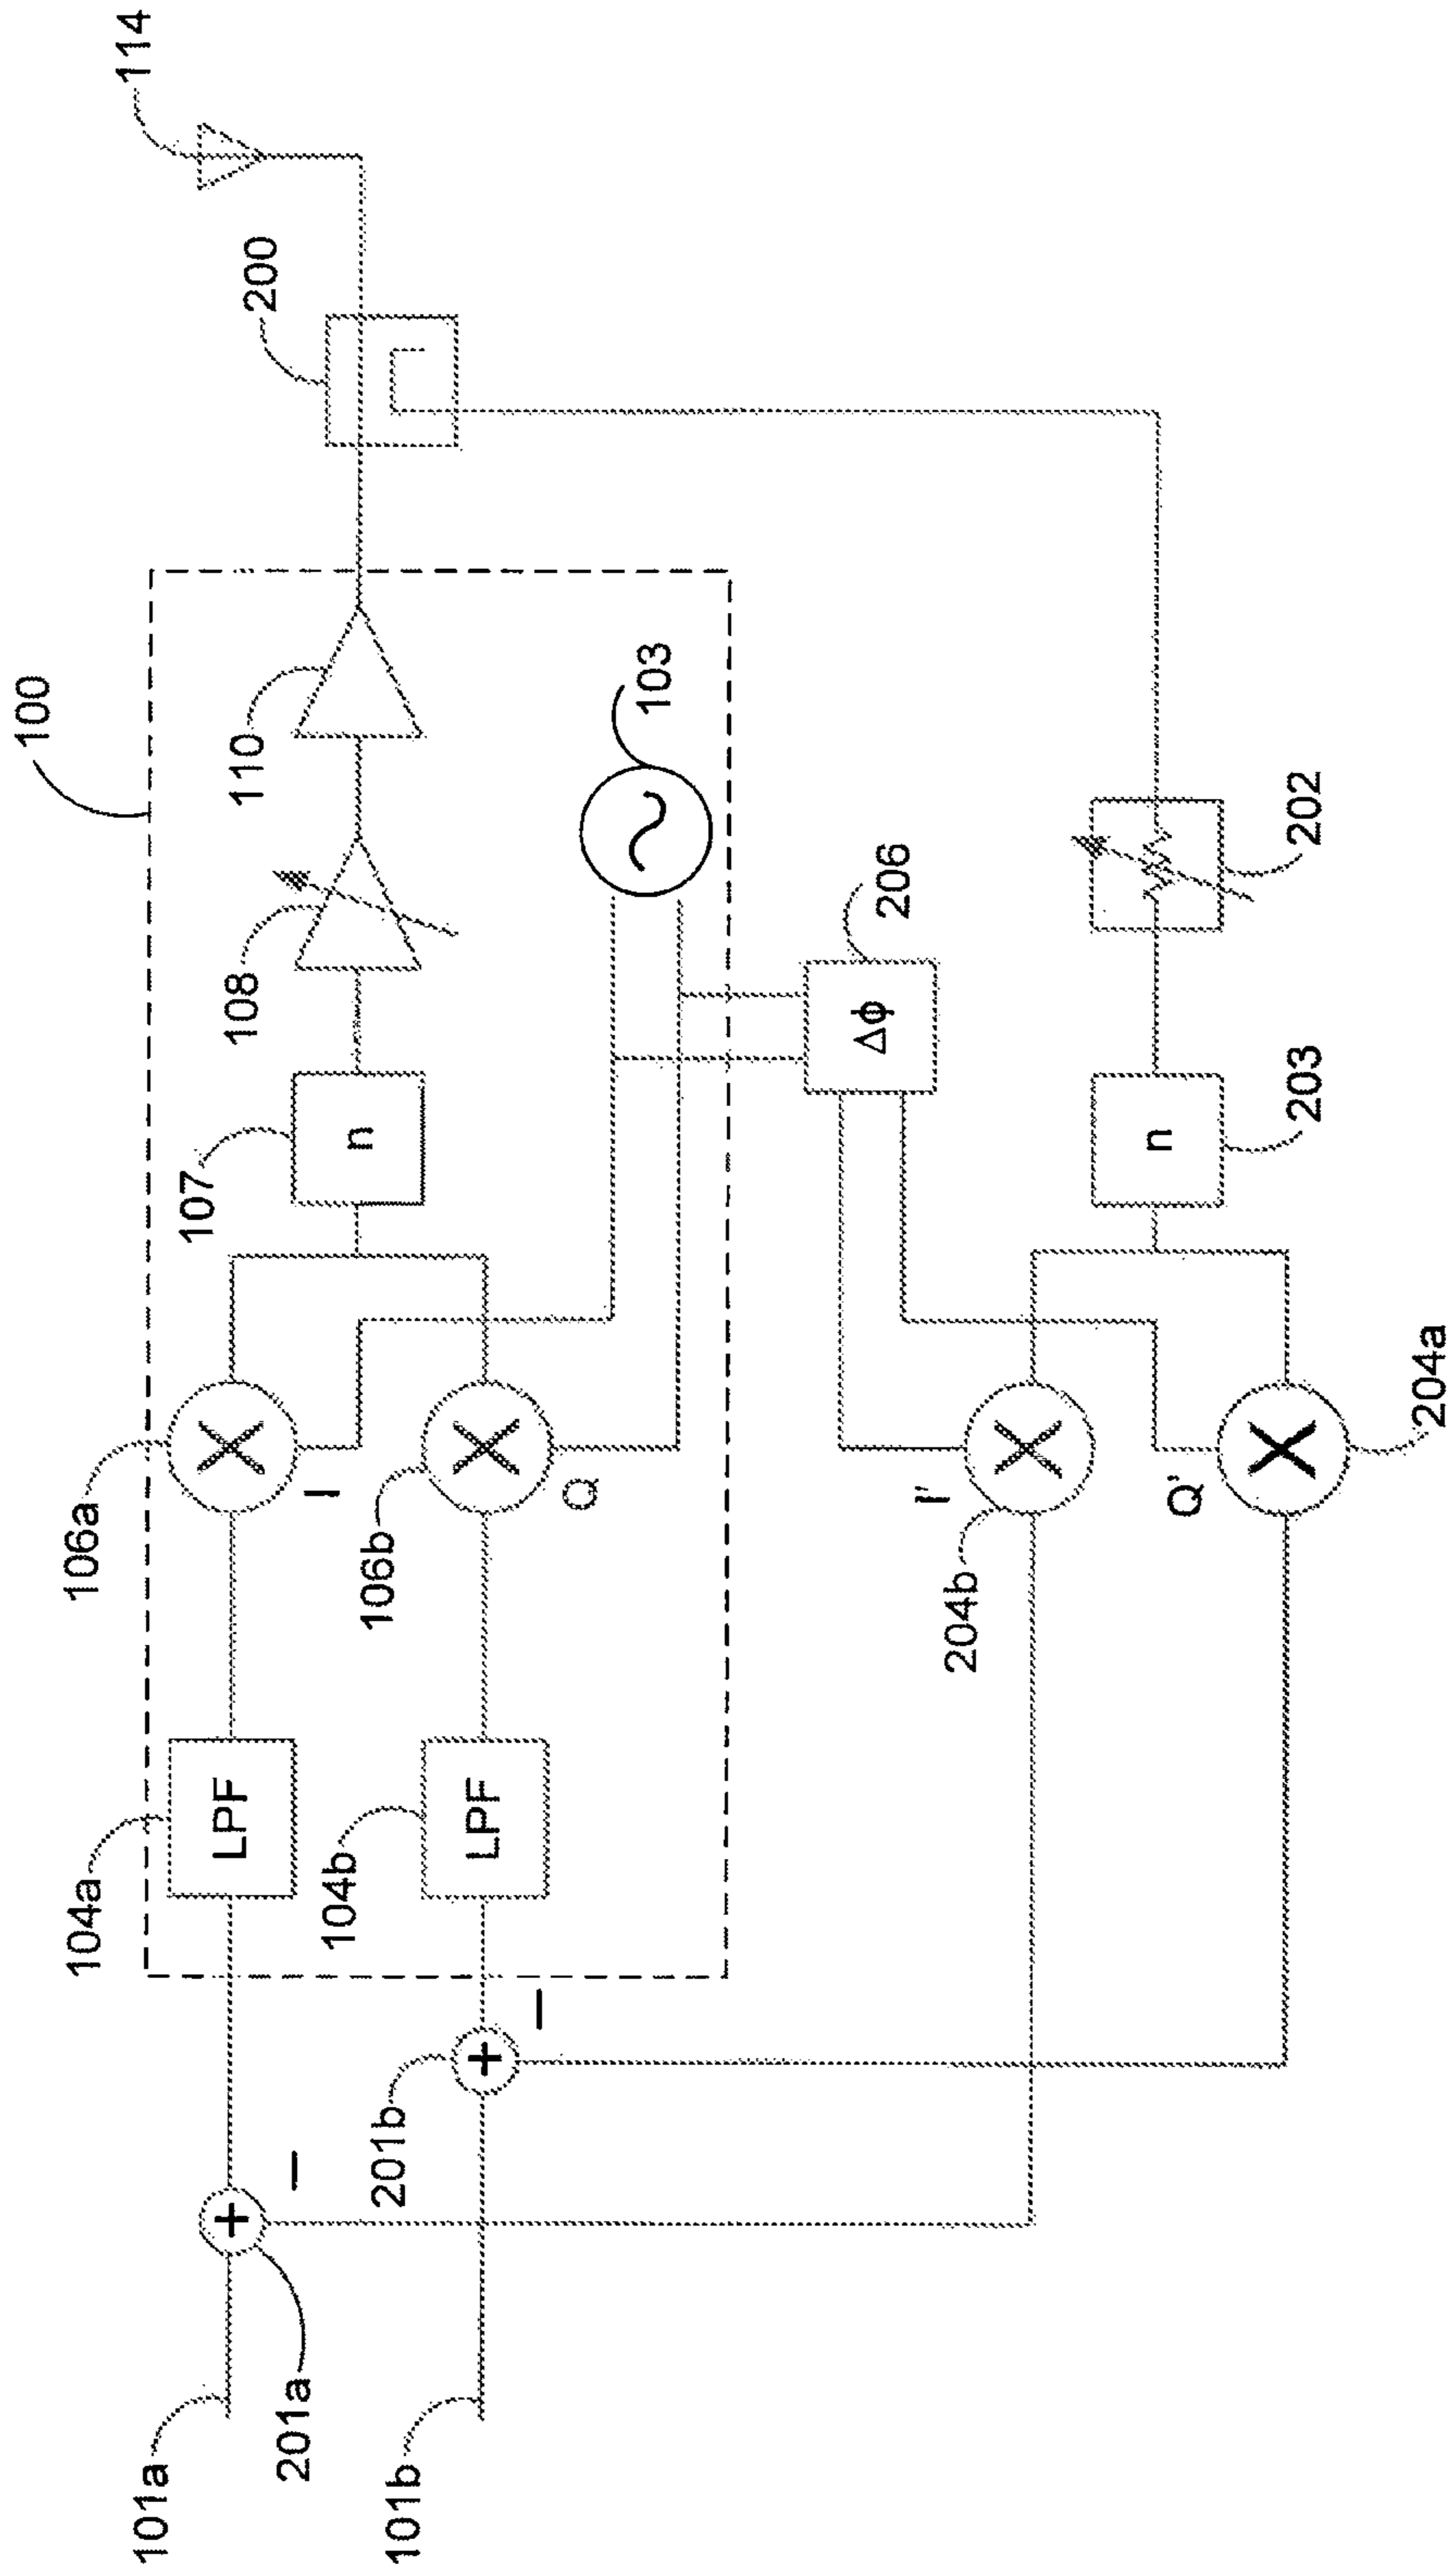 100
114
200
110
108
107
106a
104a
103
106b
104b
n
LPF
LPF
I
Q
206
Δϕ
202
203
n
I'
Q'
204b
204a
+
−
+
−
201b
101a
201a
101b